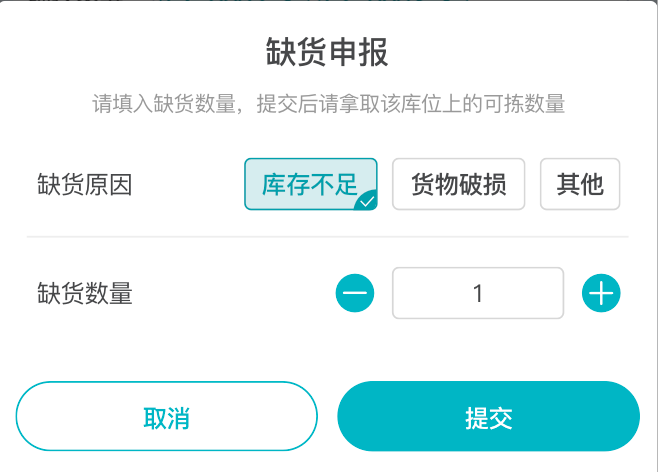 缺货申报
请填入缺货数量，提交后请拿取该库位上的可拣数量
缺货原因 库存不足 货物破损 其他
缺货数量 1
取消 提交